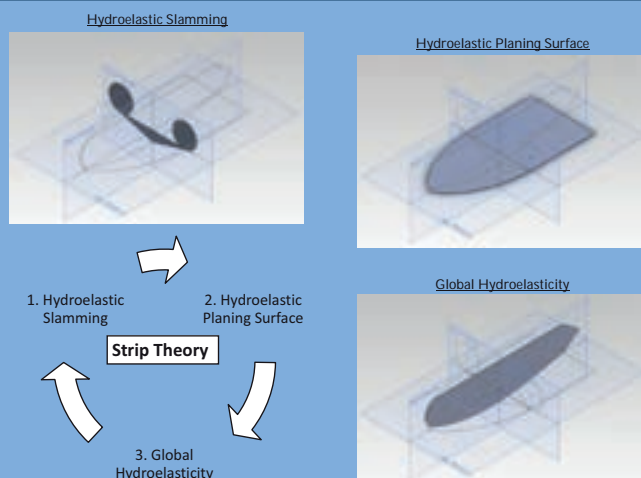 Hydroelastic Slamming
Hydroelastic Planing Surface
1. Hydroelastic
Slamming
2. Hydroelastic
Planing Surface
Strip Theory
3. Global
Hydroelasticity
Global Hydroelasticity